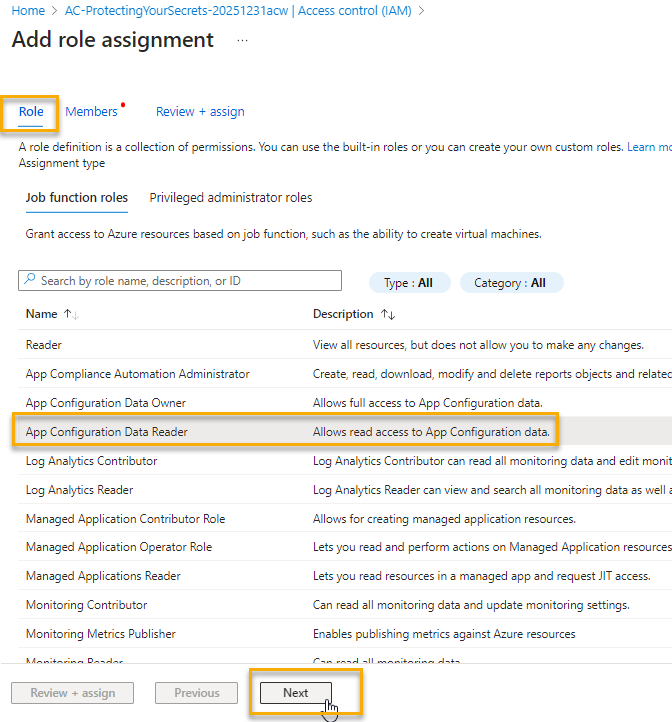 Home > AC-ProtectingYourSecrets-20251231acw | Access control (IAM) >
Add role assignment ...
Role Members Review + assign
A role definition is a collection of permissions. You can use the built-in roles or you can create your own custom roles. Learn mo
Assignment type
Job function roles Privileged administrator roles
Grant access to Azure resources based on job function, such as the ability to create virtual machines.
Search by role name, description, or ID Type : All Category : All
Name ↑↓ Description ↑↓
Reader View all resources, but does not allow you to make any changes.
App Compliance Automation Administrator Create, read, download, modify and delete reports objects and related
App Configuration Data Owner Allows full access to App Configuration data.
App Configuration Data Reader Allows read access to App Configuration data.
Log Analytics Contributor Log Analytics Contributor can read all monitoring data and edit monit
Log Analytics Reader Log Analytics Reader can view and search all monitoring data as well a
Managed Application Contributor Role Allows for creating managed application resources.
Managed Application Operator Role Lets you read and perform actions on Managed Application resources
Managed Applications Reader Lets you read resources in a managed app and request JIT access.
Monitoring Contributor Can read all monitoring data and update monitoring settings.
Monitoring Metrics Publisher Enables publishing metrics against Azure resources
Monitoring Reader Can read all monitoring data
Review + assign Previous Next